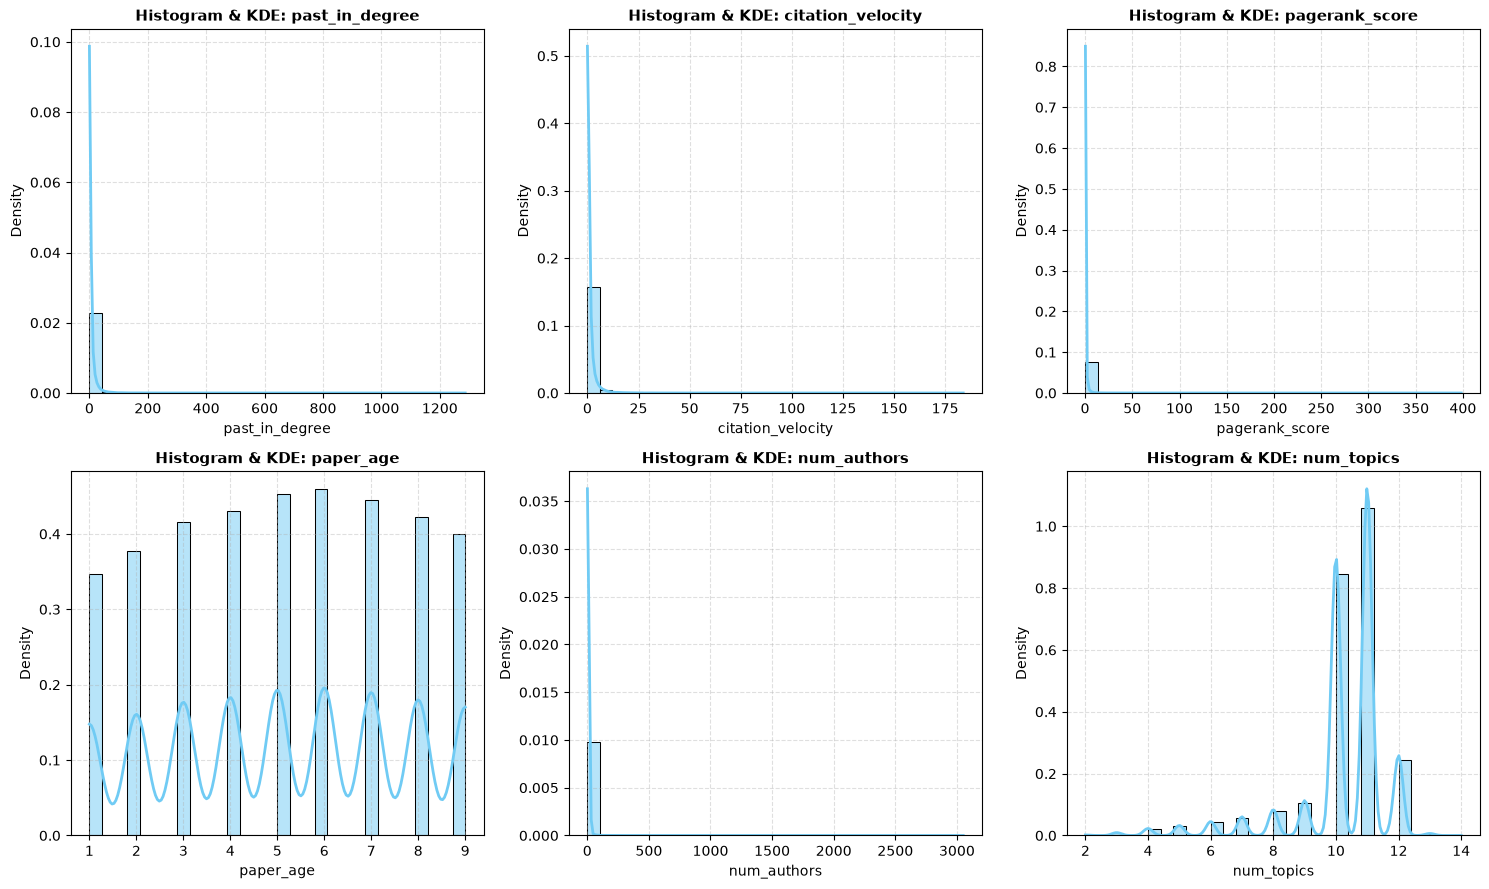 Histogram & KDE: past_in_degree
0.10
0.08
0.06
0.04
0.02
0.00
Density
0 200 400 600 800 1000 1200
past_in_degree
Histogram & KDE: citation_velocity
0.5
0.4
0.3
0.2
0.1
0.0
Density
0 25 50 75 100 125 150 175
citation_velocity
Histogram & KDE: pagerank_score
0.8
0.7
0.6
0.5
0.4
0.3
0.2
0.1
0.0
Density
0 50 100 150 200 250 300 350 400
pagerank_score
Histogram & KDE: paper_age
0.4
0.3
0.2
0.1
0.0
Density
1 2 3 4 5 6 7 8 9
paper_age
Histogram & KDE: num_authors
0.035
0.030
0.025
0.020
0.015
0.010
0.005
0.000
Density
0 500 1000 1500 2000 2500 3000
num_authors
Histogram & KDE: num_topics
1.0
0.8
0.6
0.4
0.2
0.0
Density
2 4 6 8 10 12 14
num_topics